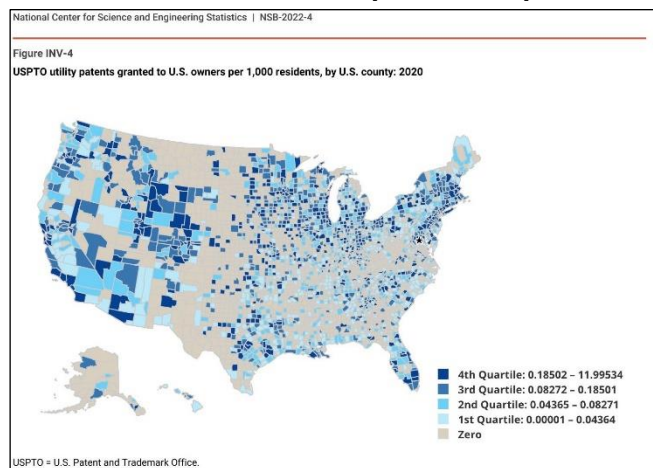 National Center for Science and Engineering Statistics | NSB-2022-4
Figure INV-4
USPTO utility patents granted to U.S. owners per 1,000 residents, by U.S. county: 2020
4th Quartile: 0.18502 – 11.99534
3rd Quartile: 0.08272 – 0.18501
2nd Quartile: 0.04365 – 0.08271
1st Quartile: 0.00001 – 0.04364
Zero
USPTO = U.S. Patent and Trademark Office.